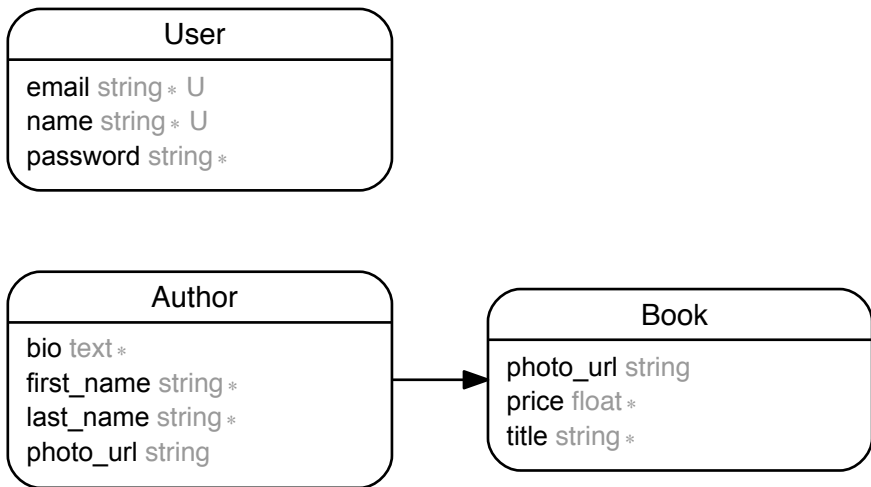 User
email string ∗ U
name string ∗ U
password string ∗
Author
bio text ∗
first_name string ∗
last_name string ∗
photo_url string
Book
photo_url string
price float ∗
title string ∗